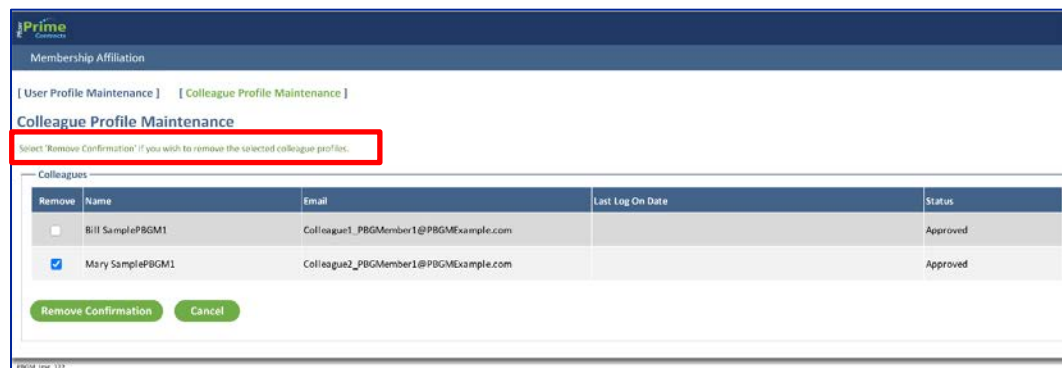 Prime
Contracts
Membership Affiliation
[ User Profile Maintenance ] [ Colleague Profile Maintenance ]
Colleague Profile Maintenance
Select 'Remove Confirmation' if you wish to remove the selected colleague profiles.
Colleagues
Remove Name Email Last Log On Date Status
Bill SamplePBGM1 Colleague1_PBGMember1@PBGMExample.com Approved
Mary SamplePBGM1 Colleague2_PBGMember1@PBGMExample.com Approved
Remove Confirmation Cancel